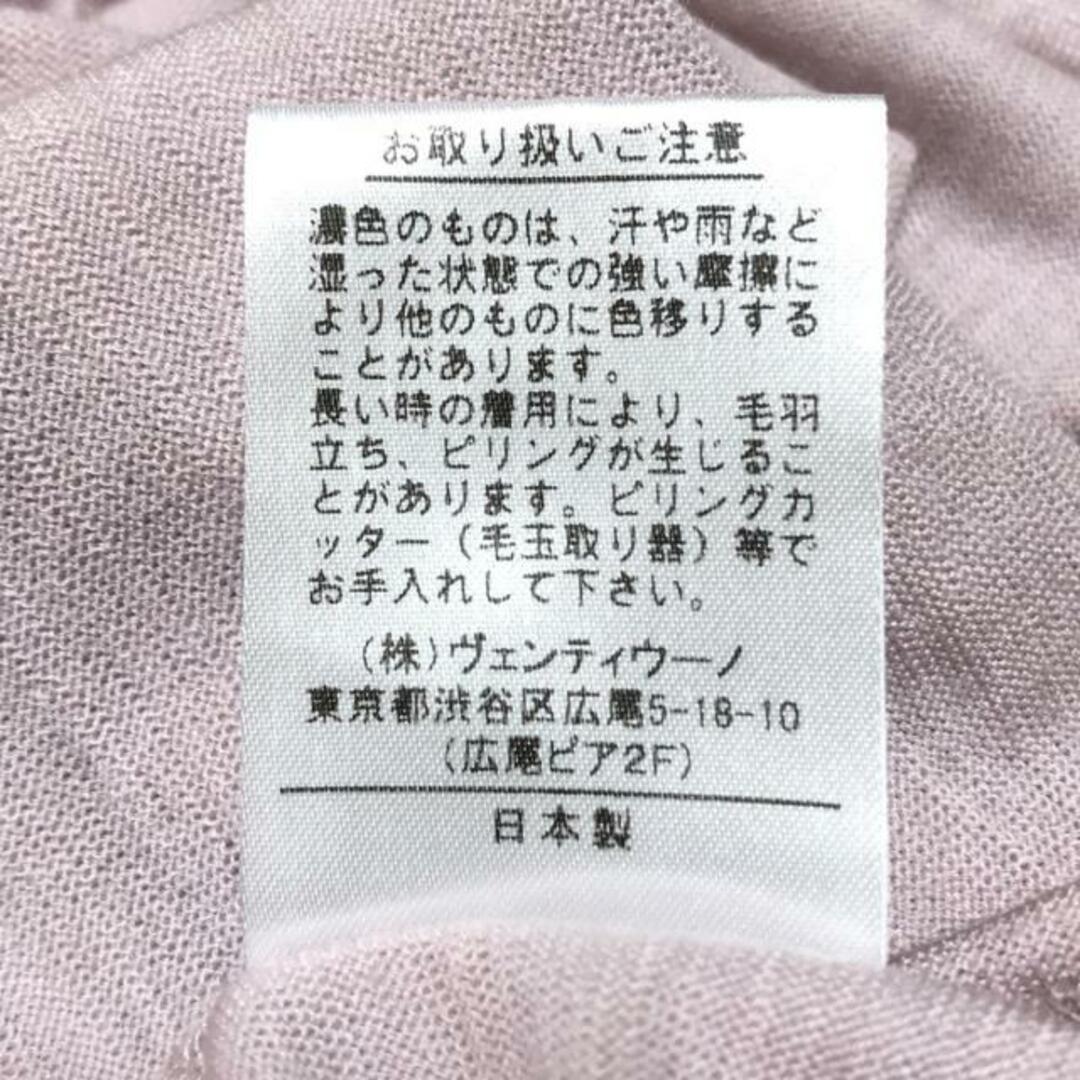 お取り扱いご注意
濃色のものは、汗や雨など
湿った状態での強い摩擦に
より他のものに色移りする
ことがあります。
長い時の着用により、毛羽
立ち、ピリングが生じるこ
とがあります。ピリングカ
ッター（毛玉取り器）等で
お手入れして下さい。
(株)ヴェンティウーノ
東京都渋谷区広尾5-18-10
(広尾ピア2F)
日本製